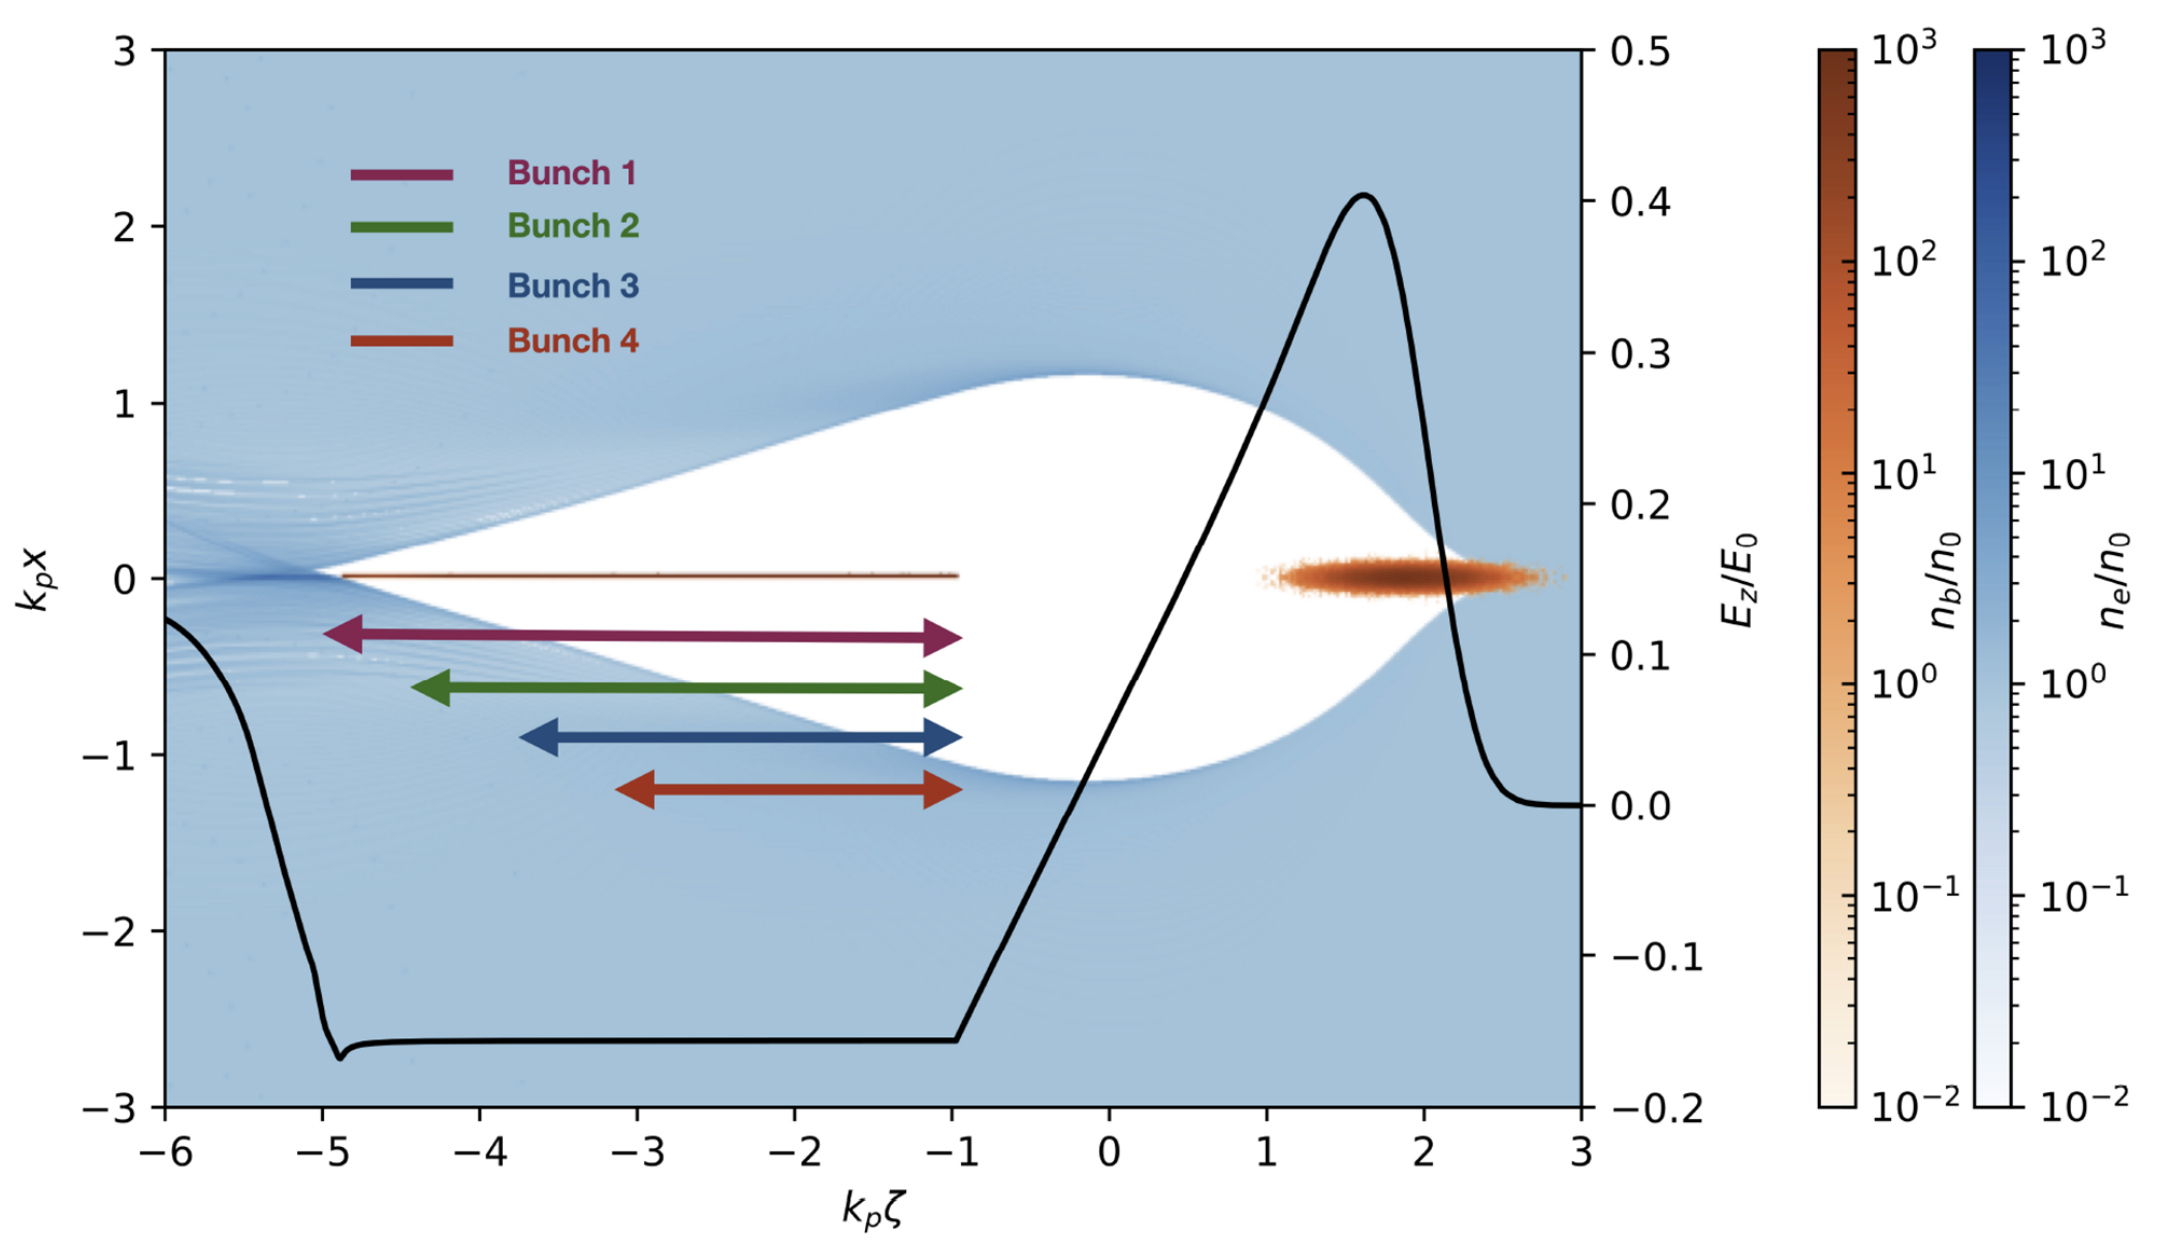 3
2
1
0
−1
−2
−3
k_p x
−6 −5 −4 −3 −2 −1 0 1 2 3
k_p ζ
Bunch 1
Bunch 2
Bunch 3
Bunch 4
0.5
0.4
0.3
0.2
0.1
0.0
−0.1
−0.2
E_z/E_0
10^3
10^2
10^1
10^0
10^−1
10^−2
n_b/n_0
10^3
10^2
10^1
10^0
10^−1
10^−2
n_e/n_0